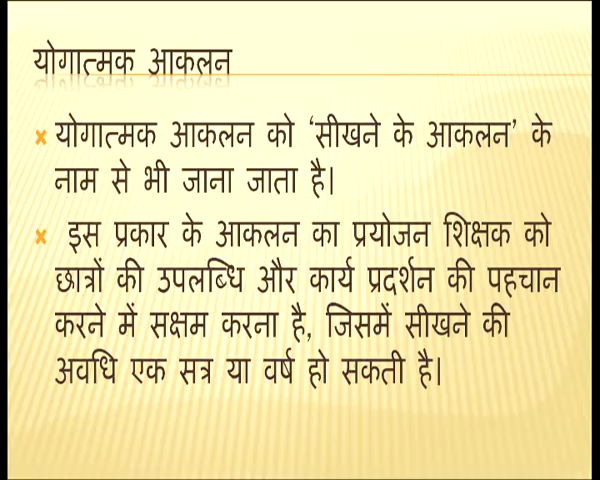 योगात्मक आकलन
योगात्मक आकलन को ‘सीखने के आकलन’ के
नाम से भी जाना जाता है।
इस प्रकार के आकलन का प्रयोजन शिक्षक को
छात्रों की उपलब्धि और कार्य प्रदर्शन की पहचान
करने में सक्षम करना है, जिसमें सीखने की
अवधि एक सत्र या वर्ष हो सकती है।